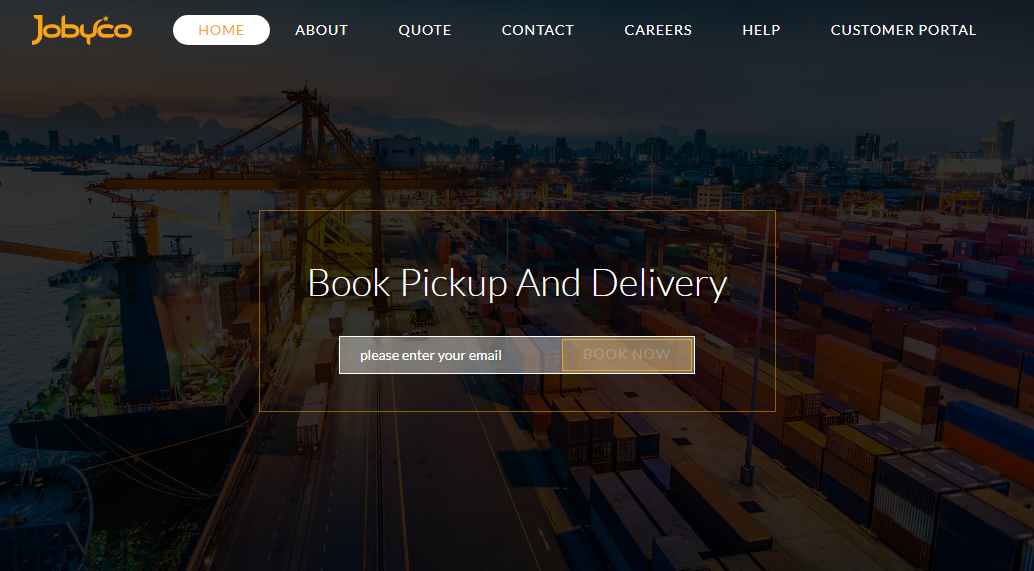 Jobyco
HOME
ABOUT
QUOTE
CONTACT
CAREERS
HELP
CUSTOMER PORTAL
Book Pickup And Delivery
please enter your email
BOOK NOW